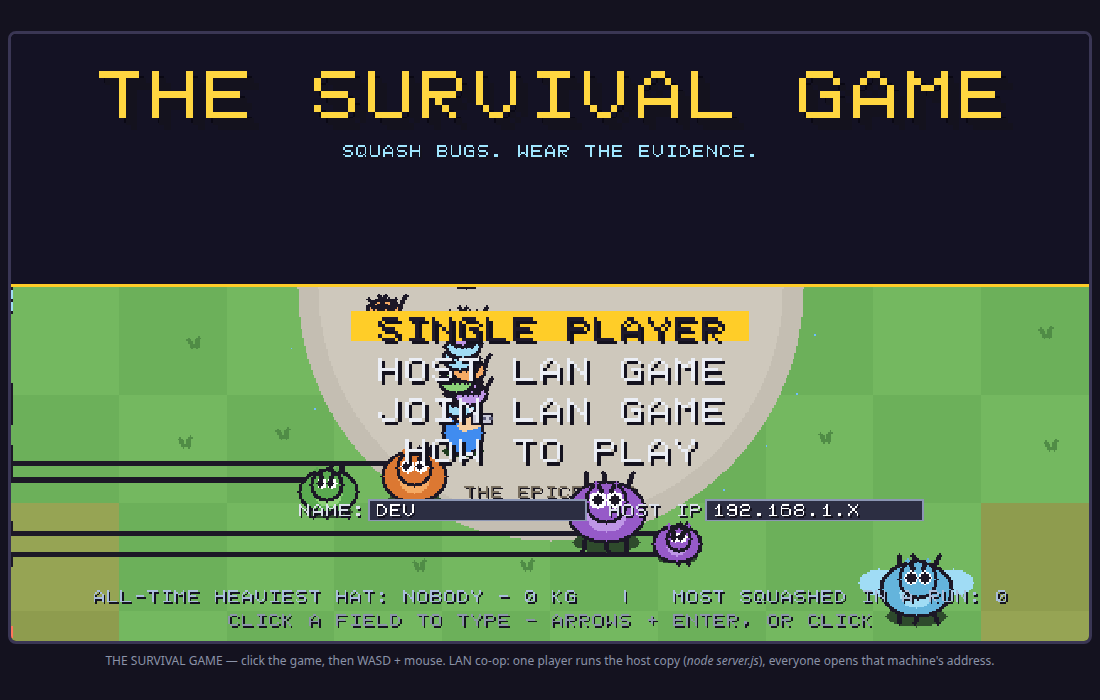 THE SURVIVAL GAME
SQUASH BUGS. WEAR THE EVIDENCE.
SINGLE PLAYER
HOST LAN GAME
JOIN LAN GAME
HOW TO PLAY
THE EPIC
NAME: DEV HOST IP 192.168.1.X
ALL-TIME HEAVIEST HAT: NOBODY - 0 KG | MOST SQUASHED IN A RUN: 0
CLICK A FIELD TO TYPE - ARROWS + ENTER, OR CLICK
THE SURVIVAL GAME — click the game, then WASD + mouse. LAN co-op: one player runs the host copy (node server.js), everyone opens that machine's address.